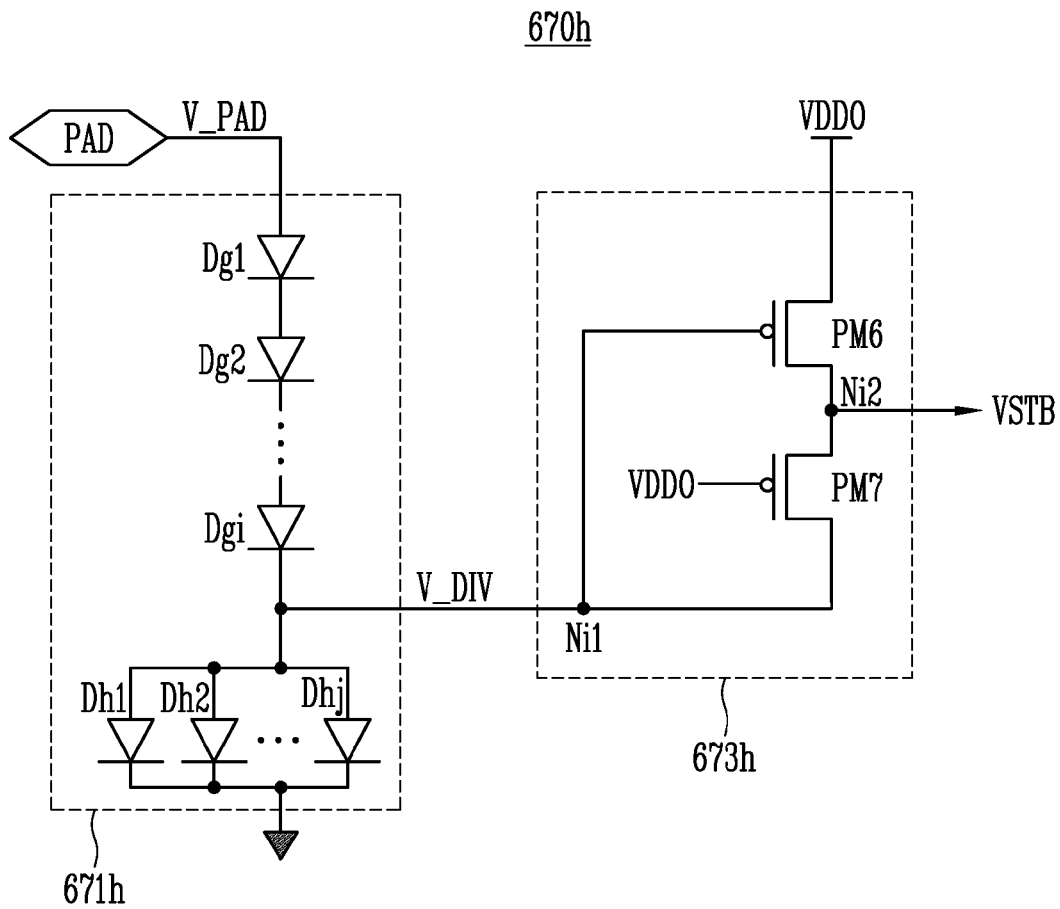 670h
PAD
V_PAD
VDDO
Dg1
PM6
Dg2
Ni2
VSTB
VDDO
PM7
Dgi
V_DIV
Ni1
Dh1
Dh2
Dhj
673h
671h